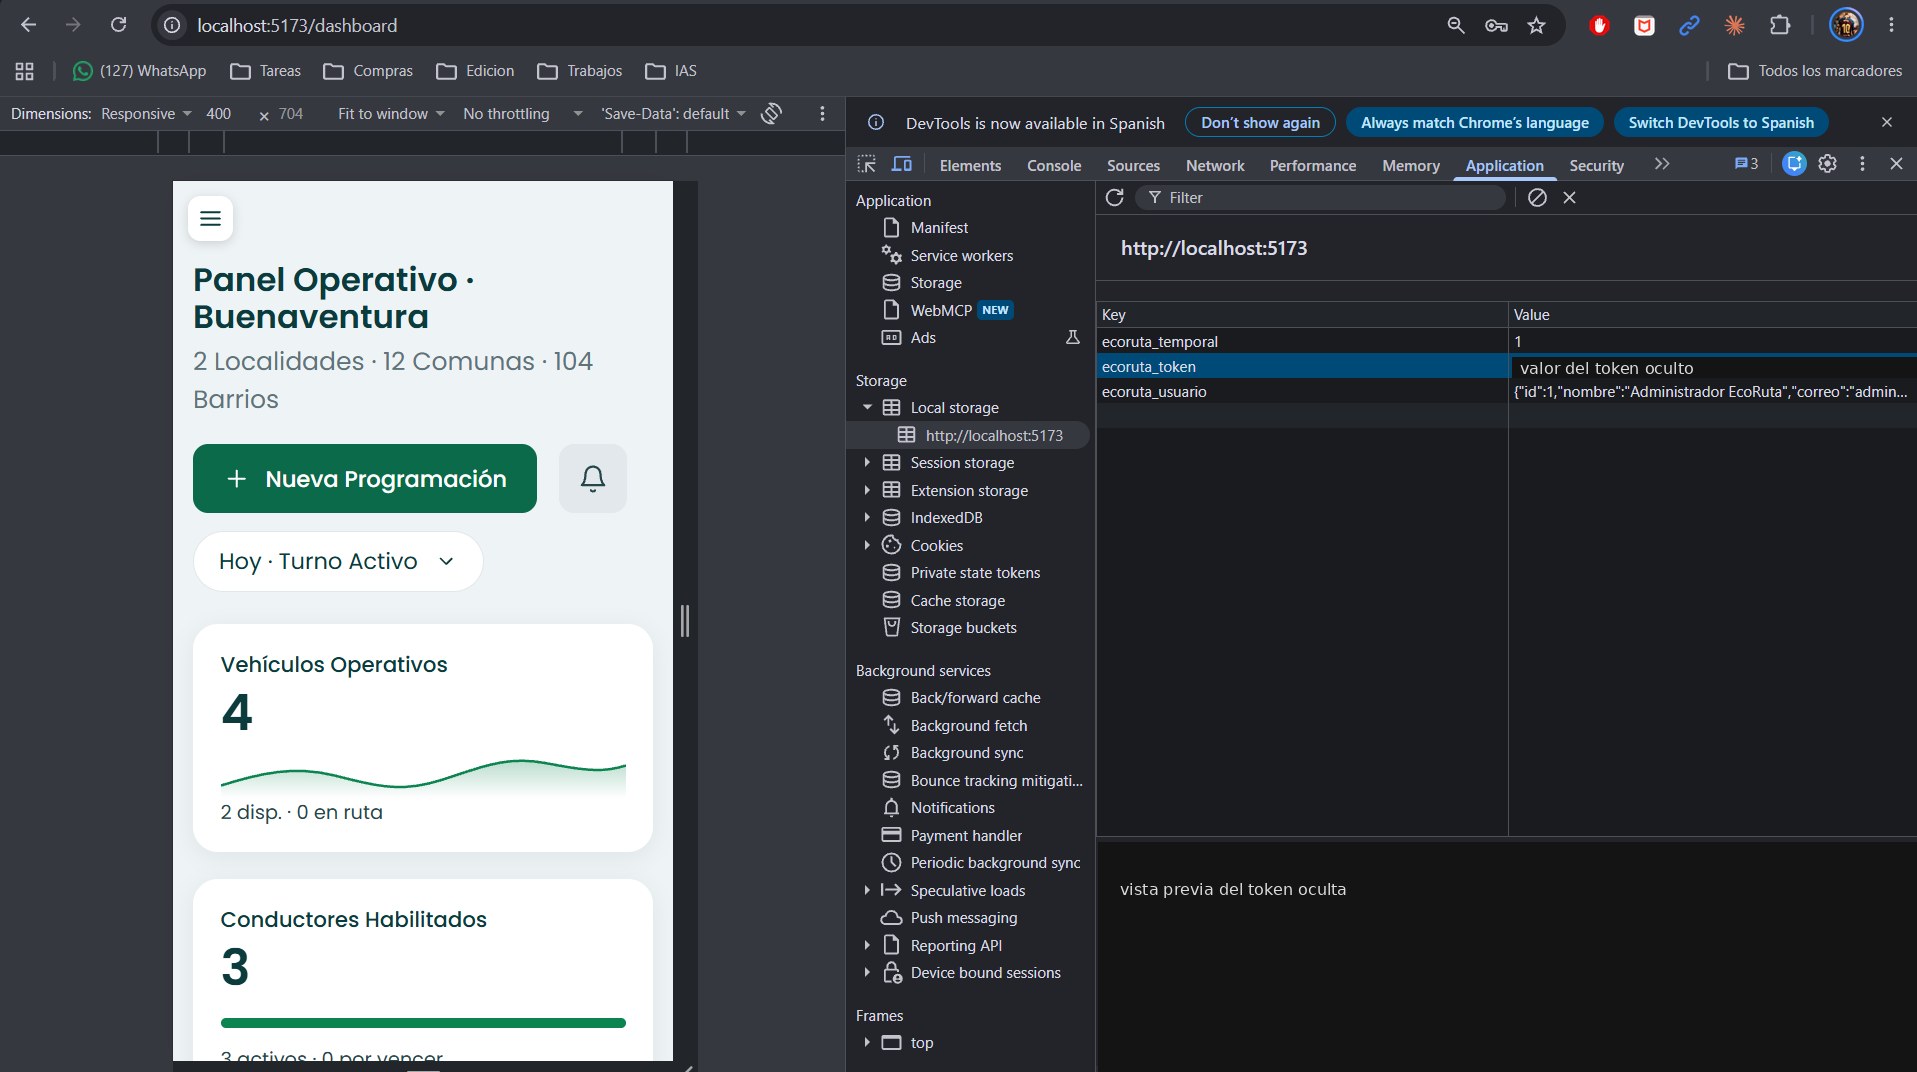 localhost:5173/dashboard
(127) WhatsApp
Tareas
Compras
Edicion
Trabajos
IAS
Todos los marcadores
Dimensions: Responsive 400 × 704 Fit to window No throttling 'Save-Data': default
Panel Operativo ·
Buenaventura
2 Localidades · 12 Comunas · 104
Barrios
+ Nueva Programación
Hoy · Turno Activo
Vehículos Operativos
4
2 disp. · 0 en ruta
Conductores Habilitados
3
3 activos · 0 por vencer
DevTools is now available in Spanish
Don't show again
Always match Chrome's language
Switch DevTools to Spanish
Elements
Console
Sources
Network
Performance
Memory
Application
Security
3
Application
Manifest
Service workers
Storage
WebMCP NEW
Ads
Storage
Local storage
http://localhost:5173
Session storage
Extension storage
IndexedDB
Cookies
Private state tokens
Cache storage
Storage buckets
Background services
Back/forward cache
Background fetch
Background sync
Bounce tracking mitigati...
Notifications
Payment handler
Periodic background sync
Speculative loads
Push messaging
Reporting API
Device bound sessions
Frames
top
Filter
http://localhost:5173
Key Value
ecoruta_temporal 1
ecoruta_token valor del token oculto
ecoruta_usuario {"id":1,"nombre":"Administrador EcoRuta","correo":"admin...
vista previa del token oculta